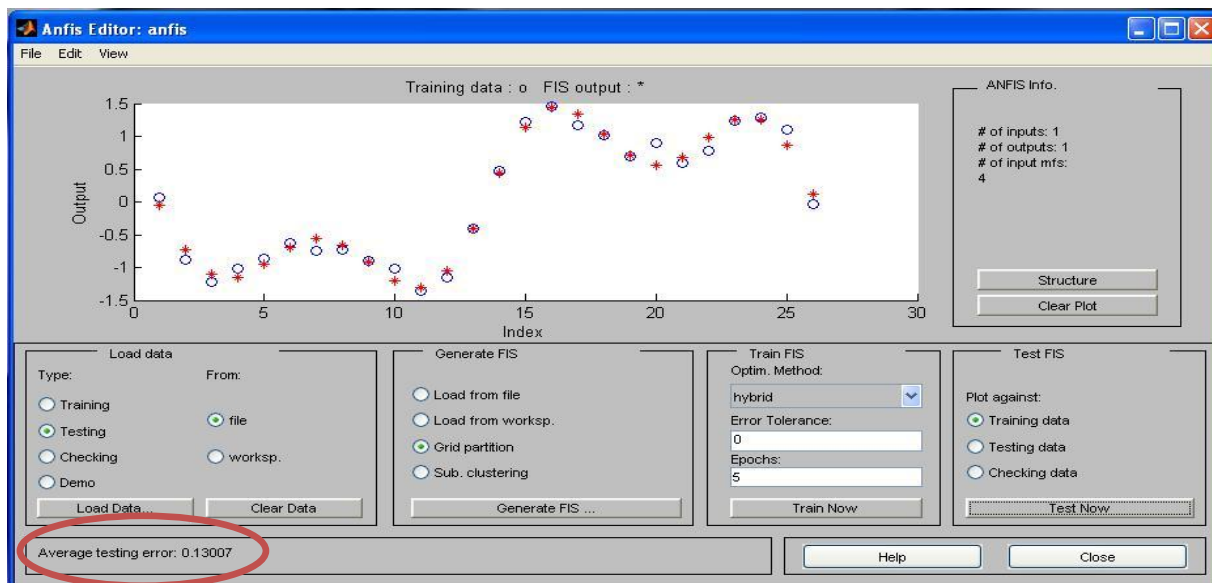 Anfis Editor: anfis
File Edit View
Training data : o FIS output : *
1.5
1
0.5
0
-0.5
-1
-1.5
Output
0 5 10 15 20 25 30
Index
ANFIS Info.
# of inputs: 1
# of outputs: 1
# of input mfs:
4
Structure
Clear Plot
Load data
Type:
From:
Training
Testing
Checking
Demo
file
worksp.
Load Data...
Clear Data
Generate FIS
Load from file
Load from worksp.
Grid partition
Sub. clustering
Generate FIS ...
Train FIS
Optim. Method:
hybrid
Error Tolerance:
0
Epochs:
5
Train Now
Test FIS
Plot against:
Training data
Testing data
Checking data
Test Now
Average testing error: 0.13007
Help
Close